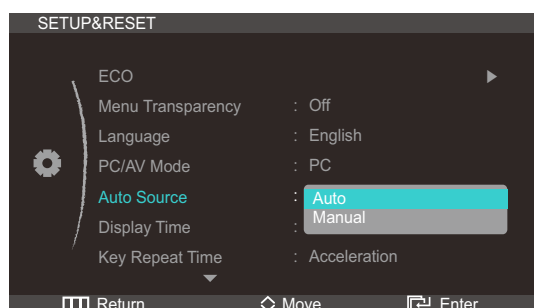 SETUP&RESET
ECO
Menu Transparency : Off
Language : English
PC/AV Mode : PC
Auto Source : Auto
Manual
Display Time :
Key Repeat Time : Acceleration
Return Move Enter